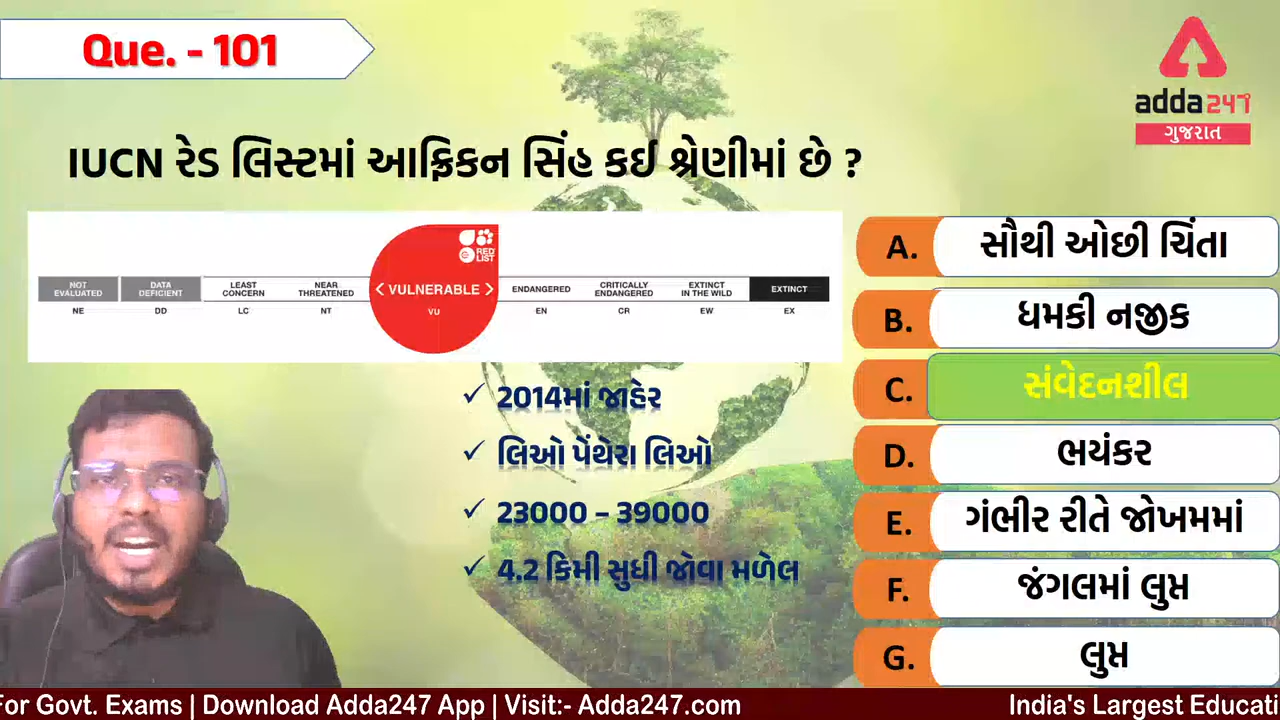 Que. - 101
adda247
ગુજરાત
IUCN રેડ લિસ્ટમાં આફ્રિકન સિંહ કઈ શ્રેણીમાં છે ?
RED LIST
NOT EVALUATED
DATA DEFICIENT
LEAST CONCERN
NEAR THREATENED
< VULNERABLE >
ENDANGERED
CRITICALLY ENDANGERED
EXTINCT IN THE WILD
EXTINCT
NE DD LC NT VU EN CR EW EX
✓ 2014માં જાહેર
✓ લિઓ પેંથેરા લિઓ
✓ 23000 – 39000
✓ 4.2 કિમી સુધી જોવા મળેલ
A. સૌથી ઓછી ચિંતા
B. ધમકી નજીક
C. સંવેદનશીલ
D. ભયંકર
E. ગંભીર રીતે જોખમમાં
F. જંગલમાં લુપ્ત
G. લુપ્ત
For Govt. Exams | Download Adda247 App | Visit:- Adda247.com
India's Largest Educati